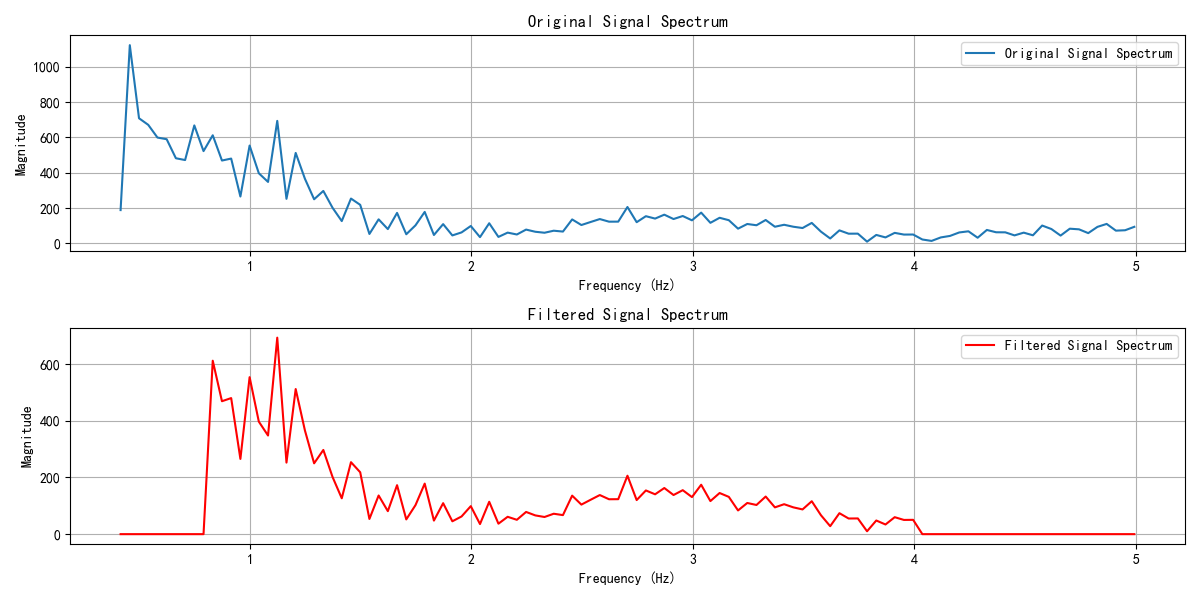 Original Signal Spectrum
Original Signal Spectrum
Magnitude
1000
800
600
400
200
0
1
2
3
4
5
Frequency (Hz)
Filtered Signal Spectrum
Filtered Signal Spectrum
Magnitude
600
400
200
0
1
2
3
4
5
Frequency (Hz)